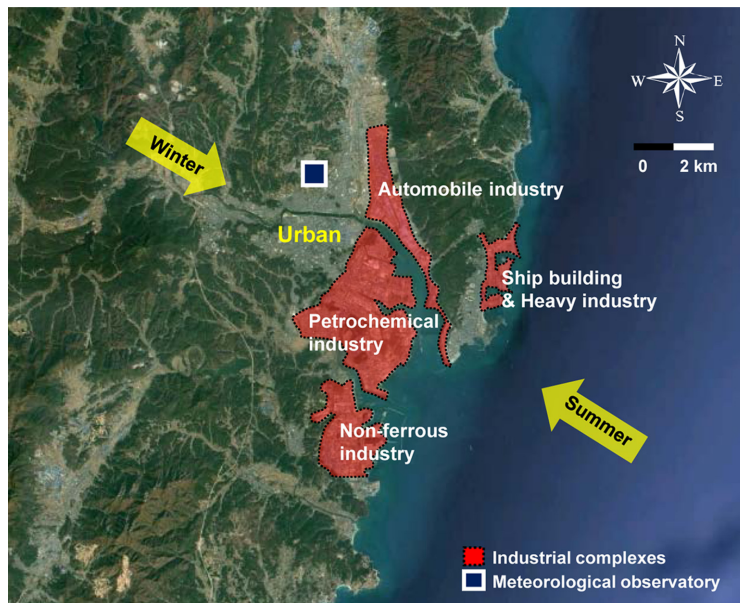 N
W E
S
0 2 km
Winter
Automobile industry
Urban
Ship building
& Heavy industry
Petrochemical
industry
Summer
Non-ferrous
industry
Industrial complexes
Meteorological observatory